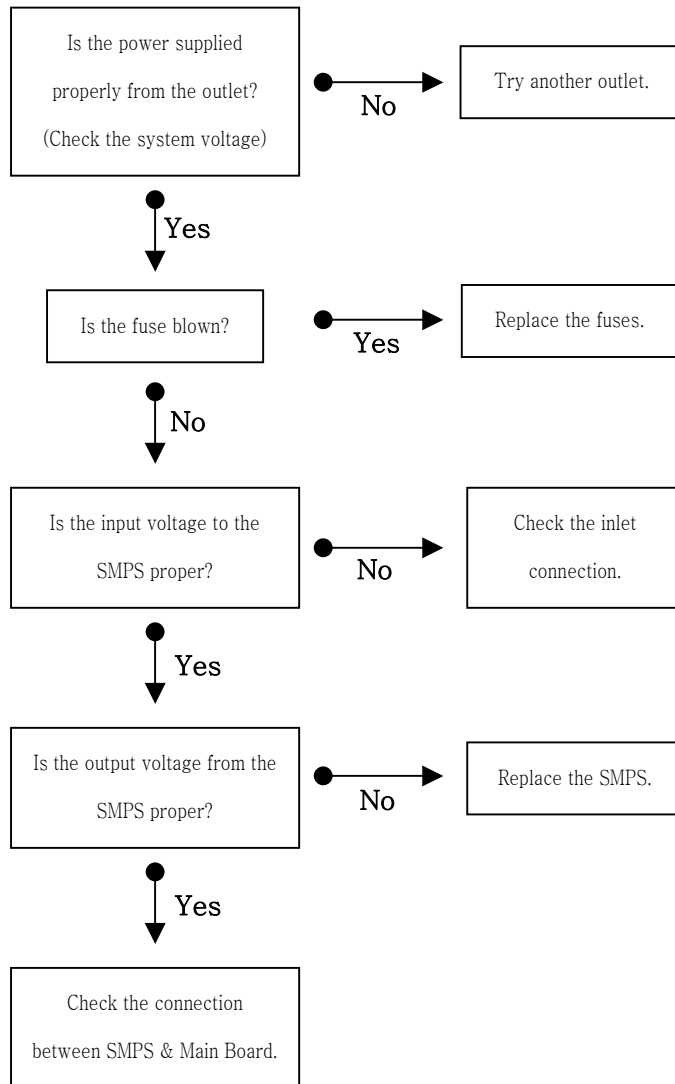 Is the power supplied
properly from the outlet?
(Check the system voltage)
No
Try another outlet.
Yes
Is the fuse blown?
Yes
Replace the fuses.
No
Is the input voltage to the
SMPS proper?
No
Check the inlet
connection.
Yes
Is the output voltage from the
SMPS proper?
No
Replace the SMPS.
Yes
Check the connection
between SMPS & Main Board.